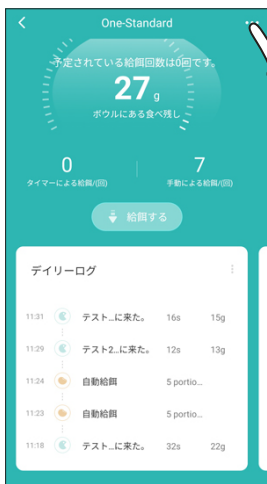 One-Standard
予定されている給餌回数は0回です。
27 g
ボウルにある食べ残し
0 7
タイマーによる給餌/(回) 手動による給餌/(回)
給餌する
デイリーログ
11:31 テスト...に来た。 16s 15g
11:29 テスト2...に来た。 12s 13g
11:24 自動給餌 5 portio...
11:23 自動給餌 5 portio...
11:18 テスト...に来た。 32s 22g